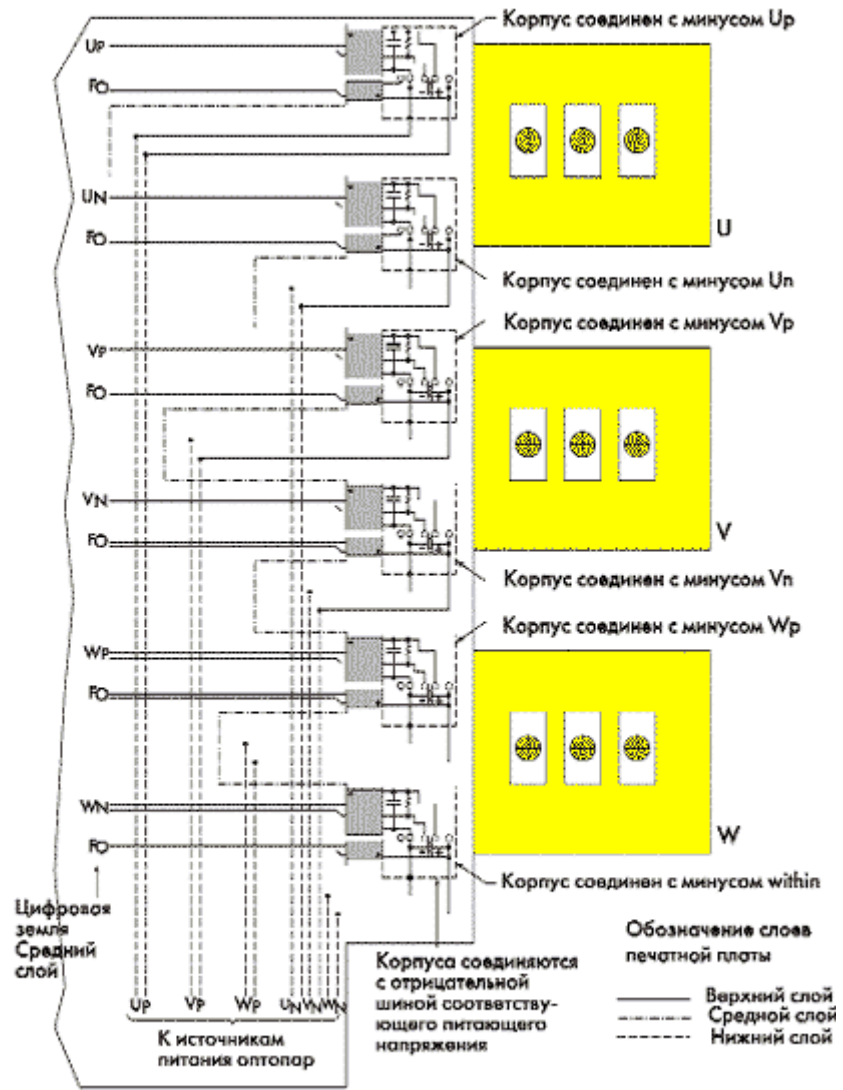 Корпус соединен с минусом Up
UP
FO
UN
FO
U
Корпус соединен с минусом Un
Корпус соединен с минусом Vp
VP
FO
VN
FO
V
Корпус соединен с минусом Vn
Корпус соединен с минусом Wp
WP
FO
WN
FO
W
Корпус соединен с минусом within
Цифровая
земля
Средний
слой
Корпуса соединяются
с отрицательной
шиной соответству-
ющего питающего
напряжения
Обозначение слоев
печатной платы
Верхний слой
Средной слой
Нижний слой
UP VP WP UN VN WN
К источникам
питания оптопар